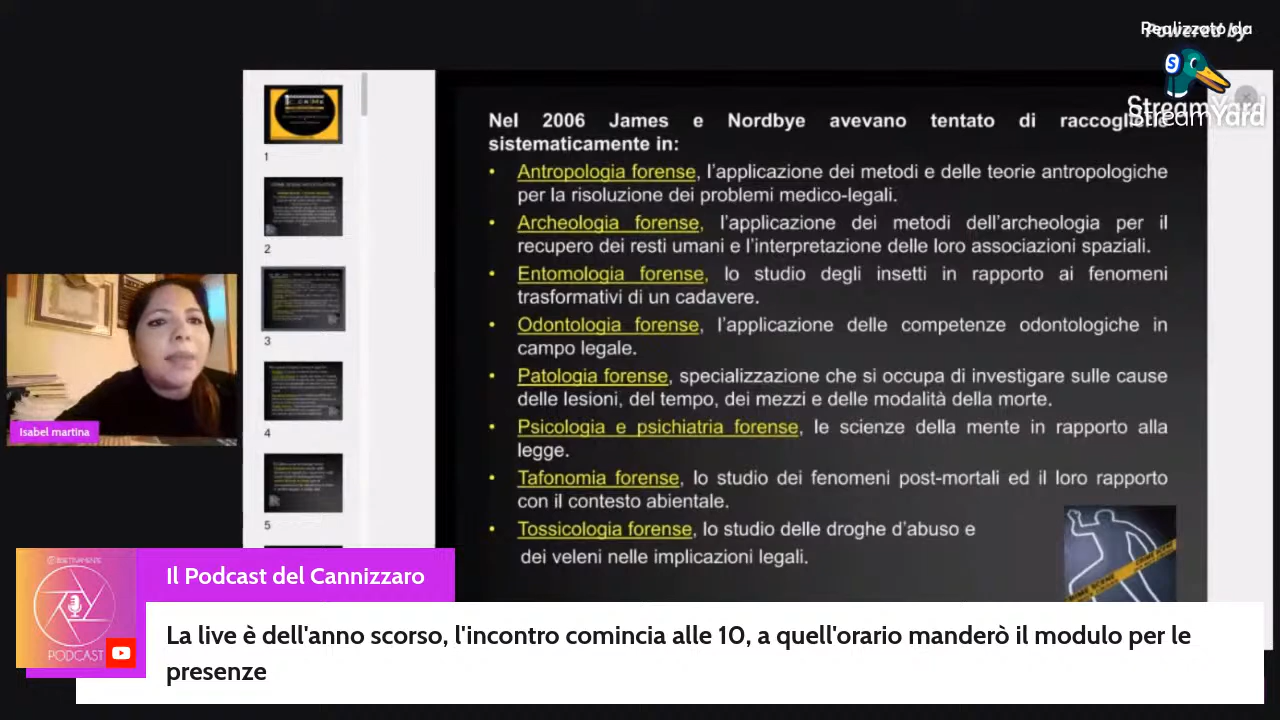 Realizzato da
Powered by
StreamYard
StreamYard
1
2
3
4
5
Nel 2006 James e Nordbye avevano tentato di
sistematicamente in:
• Antropologia forense, l'applicazione dei metodi e delle teorie antropologiche
per la risoluzione dei problemi medico-legali.
• Archeologia forense, l'applicazione dei metodi dell'archeologia per il
recupero dei resti umani e l'interpretazione delle loro associazioni spaziali.
• Entomologia forense, lo studio degli insetti in rapporto ai fenomeni
trasformativi di un cadavere.
• Odontologia forense, l'applicazione delle competenze odontologiche in
campo legale.
• Patologia forense, specializzazione che si occupa di investigare sulle cause
delle lesioni, del tempo, dei mezzi e delle modalità della morte.
• Psicologia e psichiatria forense, le scienze della mente in rapporto alla
legge.
• Tafonomia forense, lo studio dei fenomeni post-mortali ed il loro rapporto
con il contesto abientale.
• Tossicologia forense, lo studio delle droghe d'abuso e
dei veleni nelle implicazioni legali.
Isabel martina
PODCAST
Il Podcast del Cannizzaro
La live è dell'anno scorso, l'incontro comincia alle 10, a quell'orario manderò il modulo per le
presenze